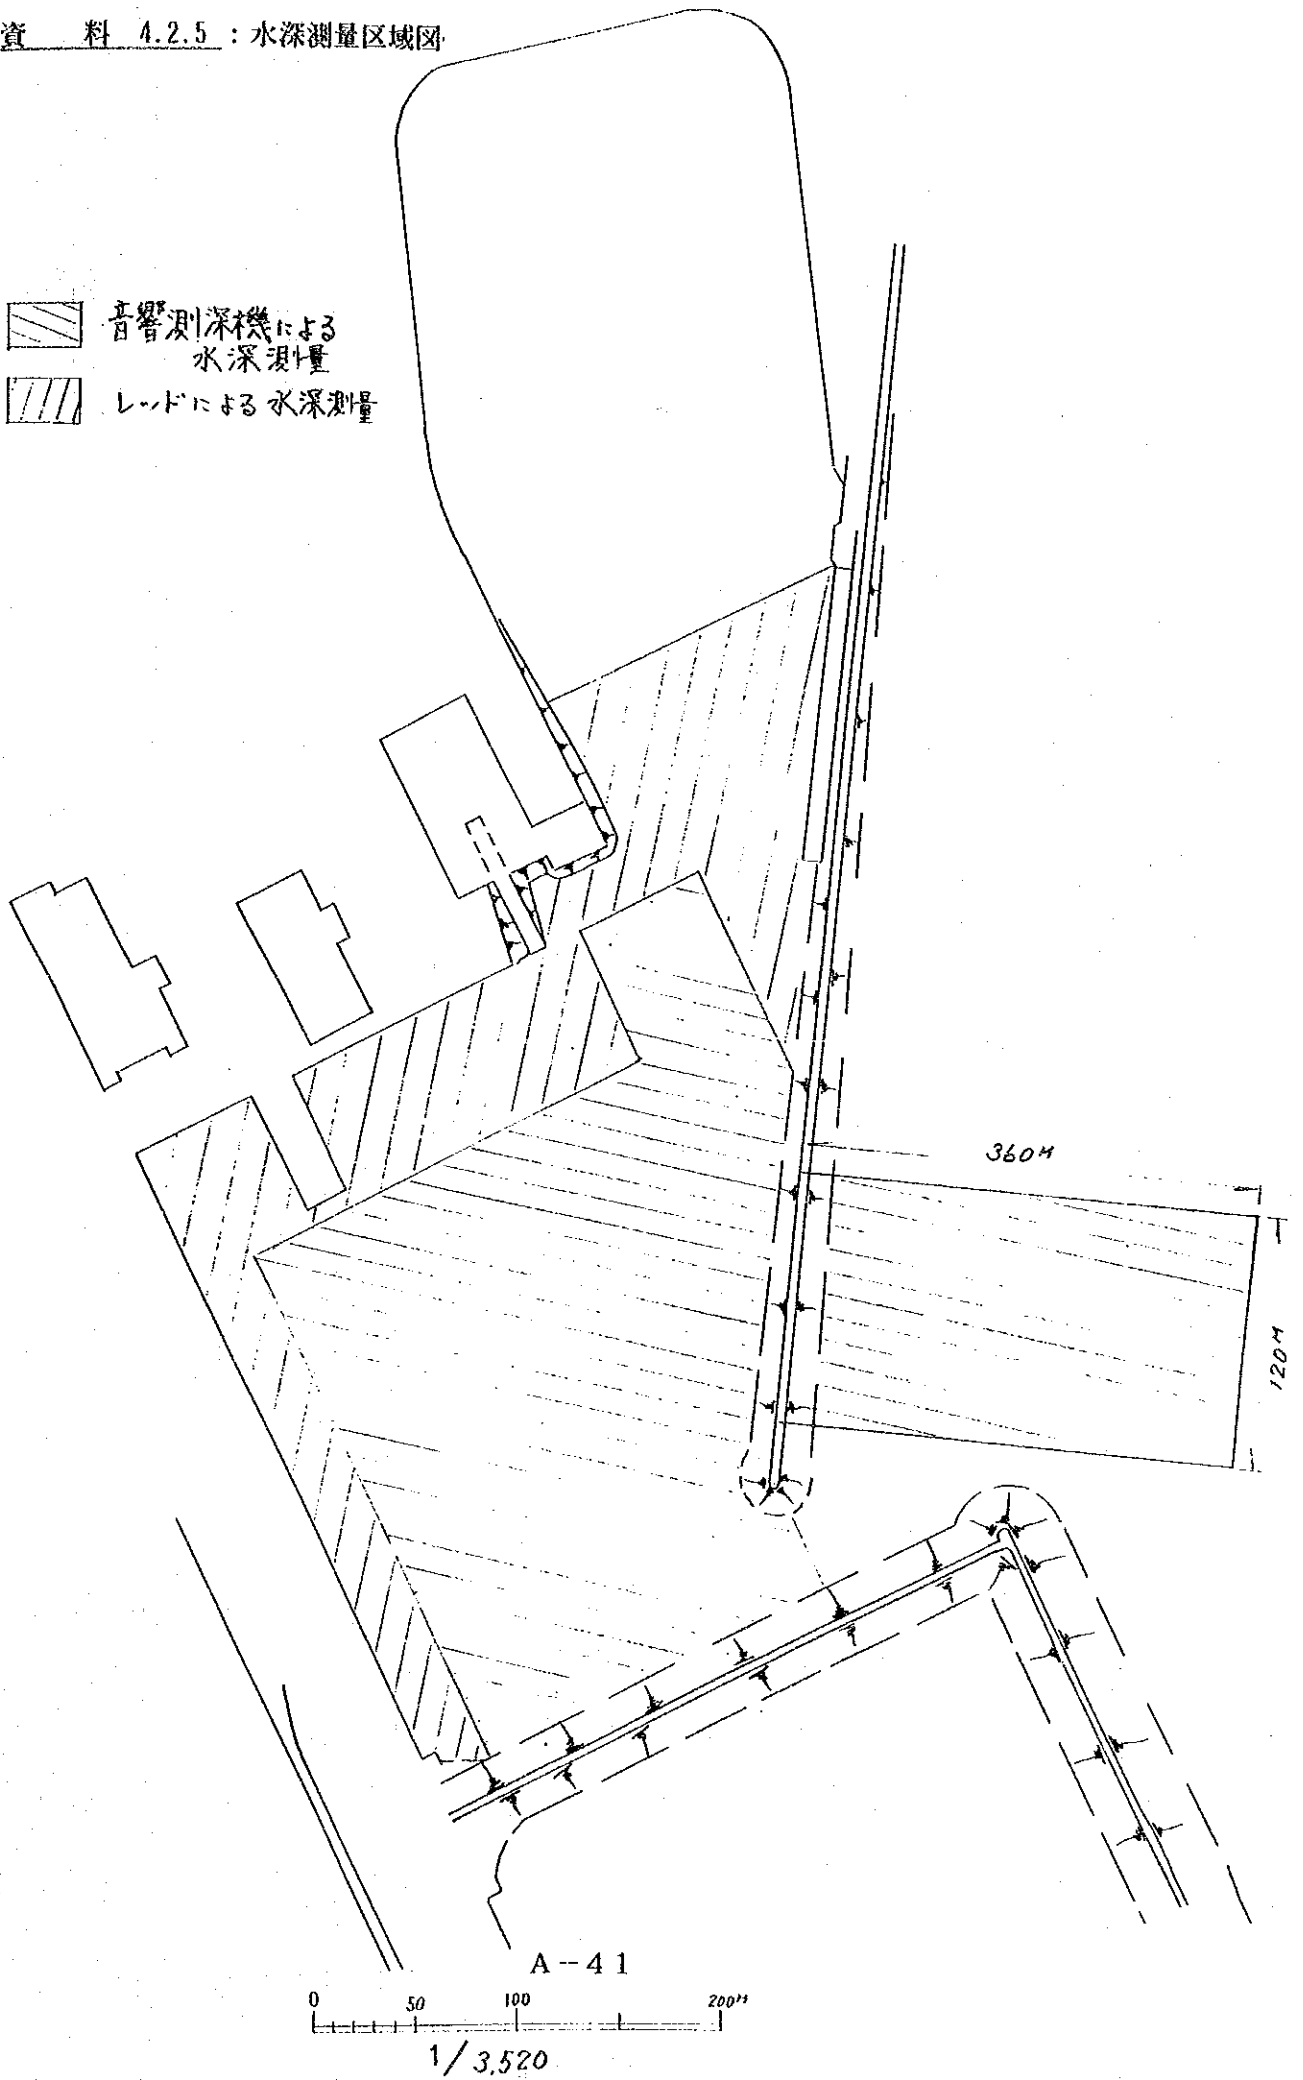 資 料 4.2.5 : 水深測量区域図
音響測深機による
水深測量
レッドによる水深測量
360M
120M
A-41
0 50 100 200M
1/3,520